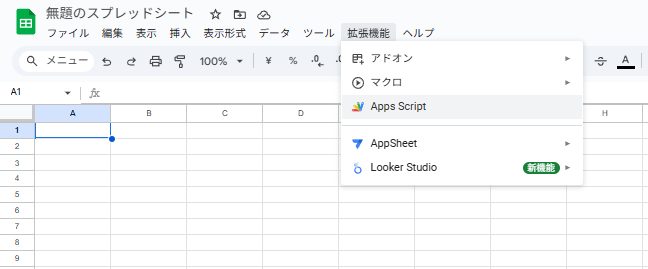 無題のスプレッドシート
ファイル 編集 表示 挿入 表示形式 データ ツール 拡張機能 ヘルプ
メニュー 100% ¥ % .0 A
A1 fx
アドオン
マクロ
Apps Script
AppSheet
Looker Studio 新機能
A B C D H
1
2
3
4
5
6
7
8
9